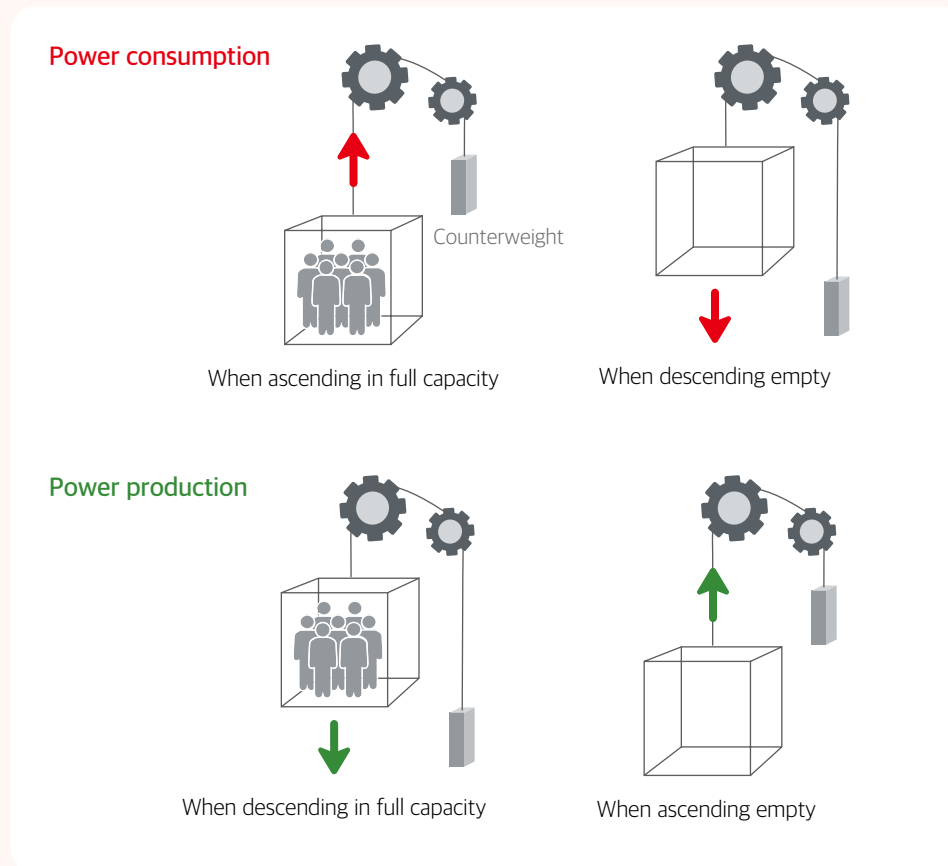 Power consumption
Counterweight
When ascending in full capacity
When descending empty
Power production
When descending in full capacity
When ascending empty